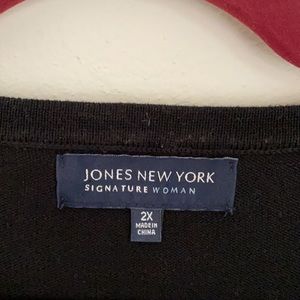 JONES NEW YORK
SIGNATURE WOMAN
2X
MADE IN
CHINA